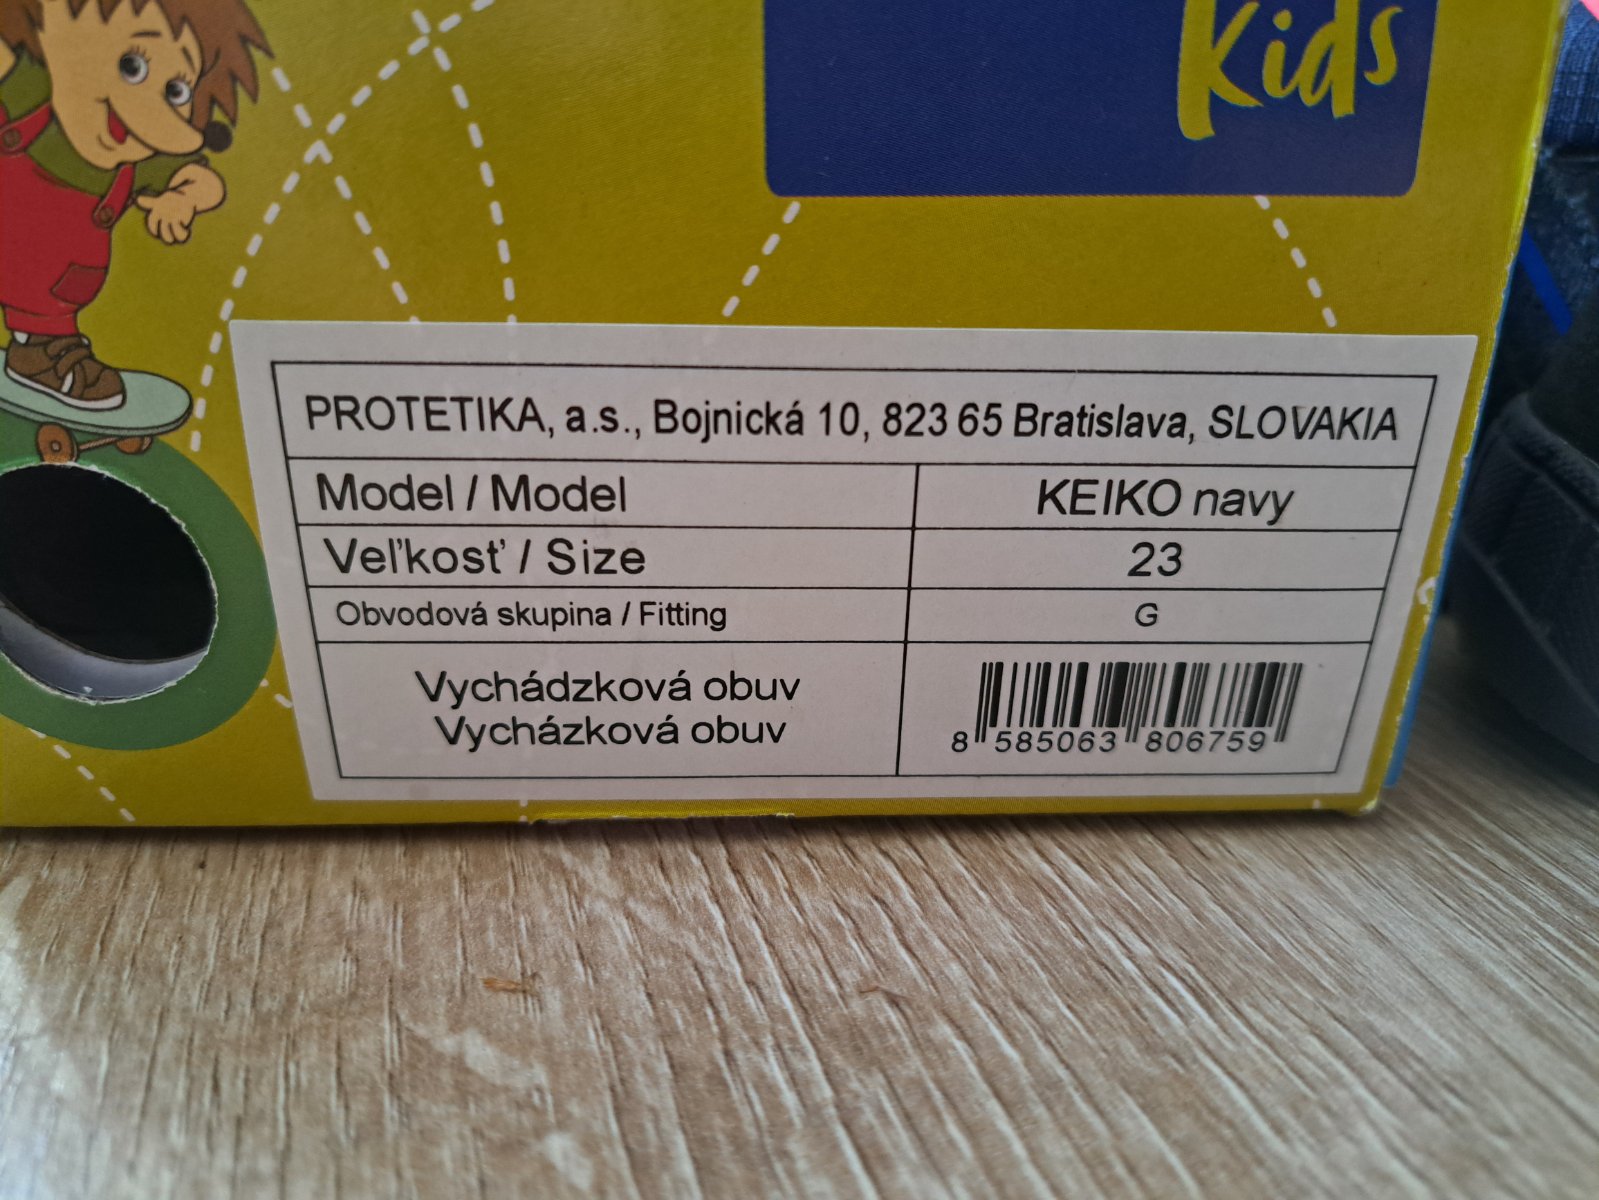 Kids
PROTETIKA, a.s., Bojnická 10, 823 65 Bratislava, SLOVAKIA
Model / Model KEIKO navy
Veľkosť / Size 23
Obvodová skupina / Fitting G
Vychádzková obuv
Vycházková obuv
8 585063 806759